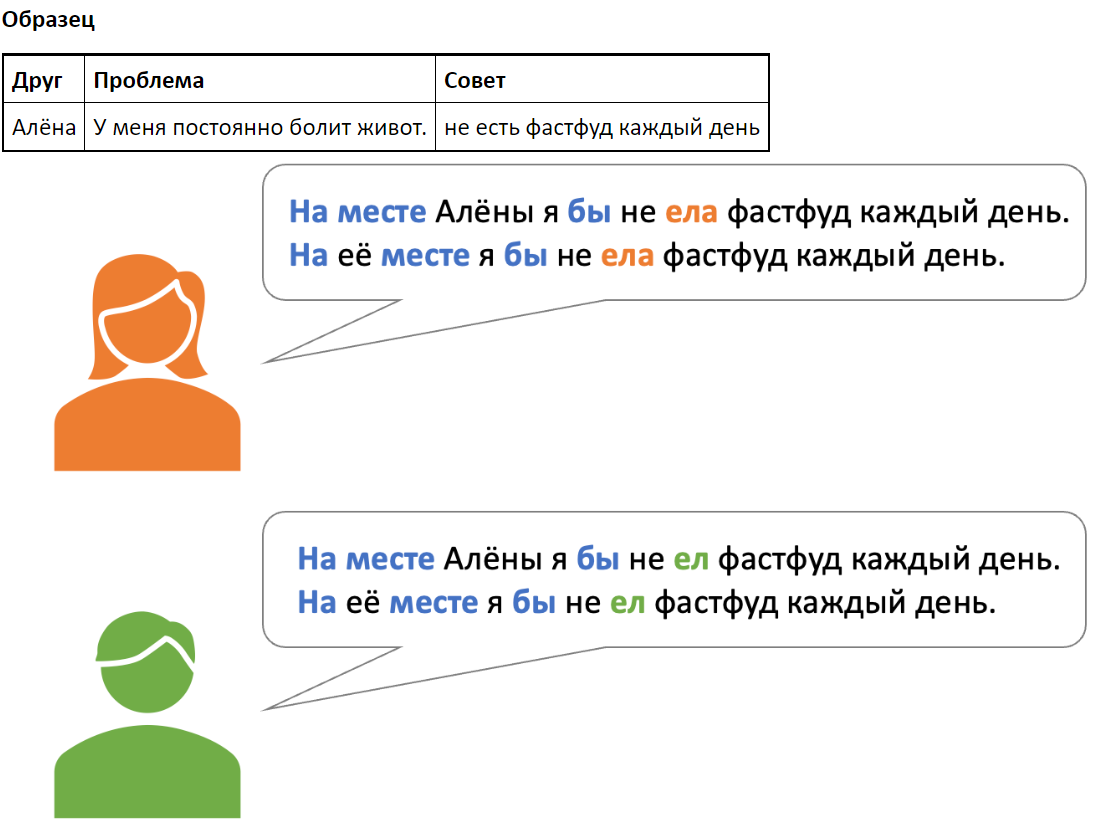 Образец
Друг Проблема Совет
Алёна У меня постоянно болит живот. не есть фастфуд каждый день
На месте Алёны я бы не ела фастфуд каждый день.
На её месте я бы не ела фастфуд каждый день.
На месте Алёны я бы не ел фастфуд каждый день.
На её месте я бы не ел фастфуд каждый день.